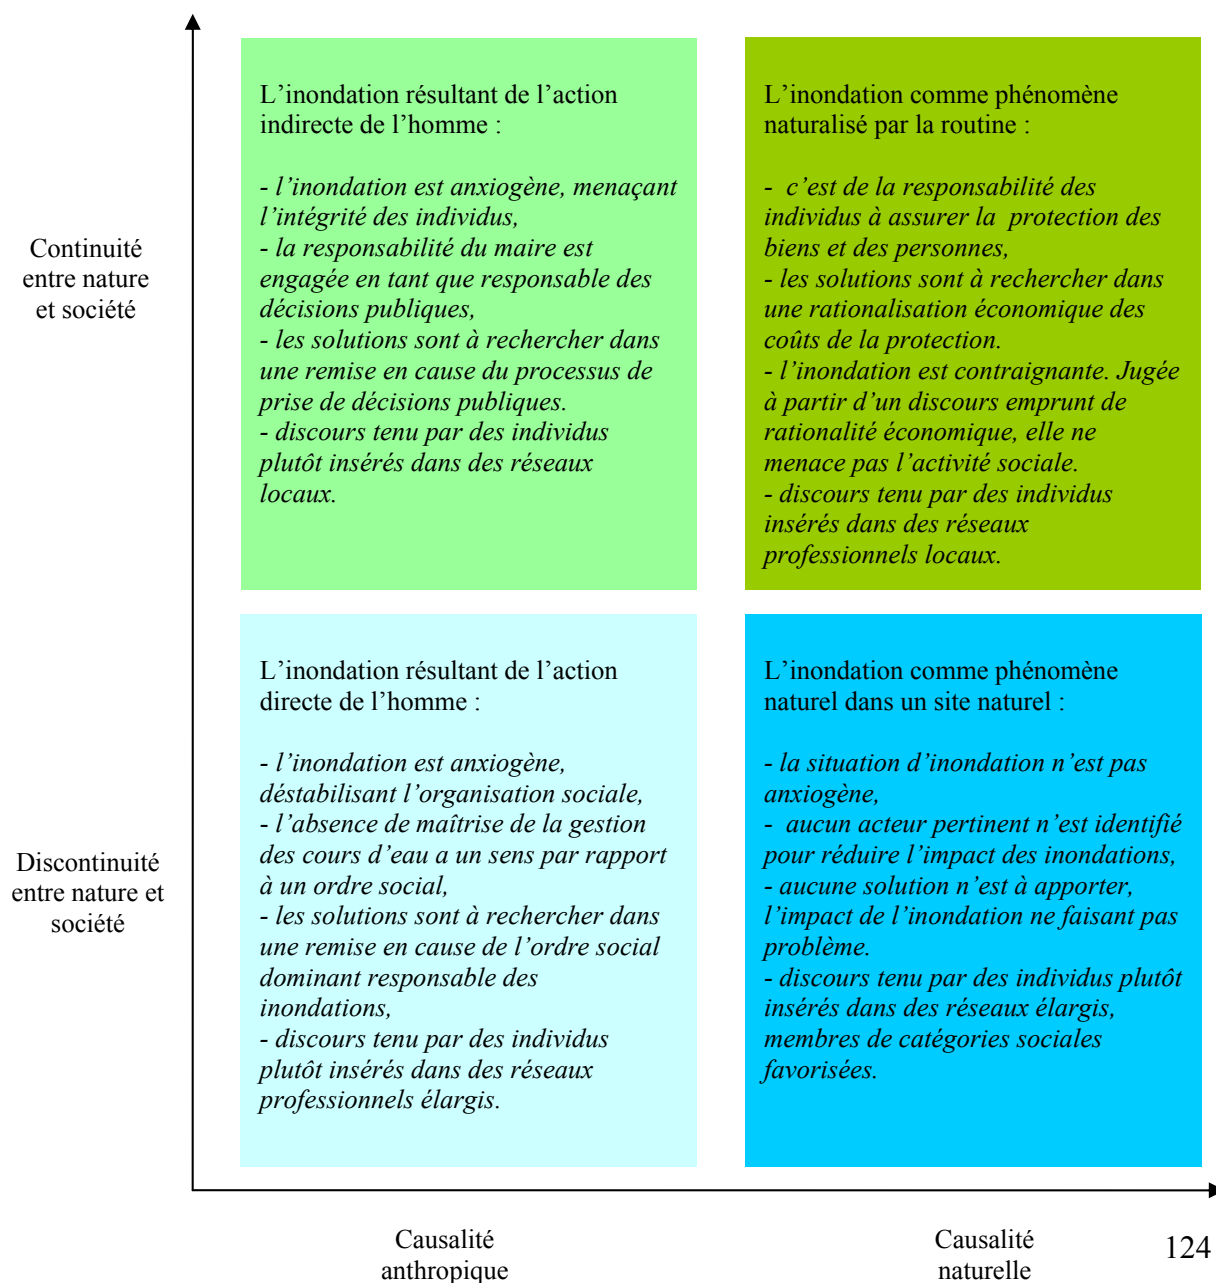 L’inondation résultant de l’action
indirecte de l’homme :
- l’inondation est anxiogène, menaçant
l’intégrité des individus,
- la responsabilité du maire est
engagée en tant que responsable des
décisions publiques,
- les solutions sont à rechercher dans
une remise en cause du processus de
prise de décisions publiques.
- discours tenu par des individus
plutôt insérés dans des réseaux
locaux.
L’inondation comme phénomène
naturalisé par la routine :
- c’est de la responsabilité des
individus à assurer la protection des
biens et des personnes,
- les solutions sont à rechercher dans
une rationalisation économique des
coûts de la protection.
- l’inondation est contraignante. Jugée
à partir d’un discours emprunt de
rationalité économique, elle ne
menace pas l’activité sociale.
- discours tenu par des individus
insérés dans des réseaux
professionnels locaux.
Continuité
entre nature
et société
L’inondation résultant de l’action
directe de l’homme :
- l’inondation est anxiogène,
déstabilisant l’organisation sociale,
- l’absence de maîtrise de la gestion
des cours d’eau a un sens par rapport
à un ordre social,
- les solutions sont à rechercher dans
une remise en cause de l’ordre social
dominant responsable des
inondations,
- discours tenu par des individus
plutôt insérés dans des réseaux
professionnels élargis.
L’inondation comme phénomène
naturel dans un site naturel :
- la situation d’inondation n’est pas
anxiogène,
- aucun acteur pertinent n’est identifié
pour réduire l’impact des inondations,
- aucune solution n’est à apporter,
l’impact de l’inondation ne faisant pas
problème.
- discours tenu par des individus plutôt
insérés dans des réseaux élargis,
membres de catégories sociales
favorisées.
Discontinuité
entre nature et
société
Causalité
anthropique
Causalité
naturelle
124